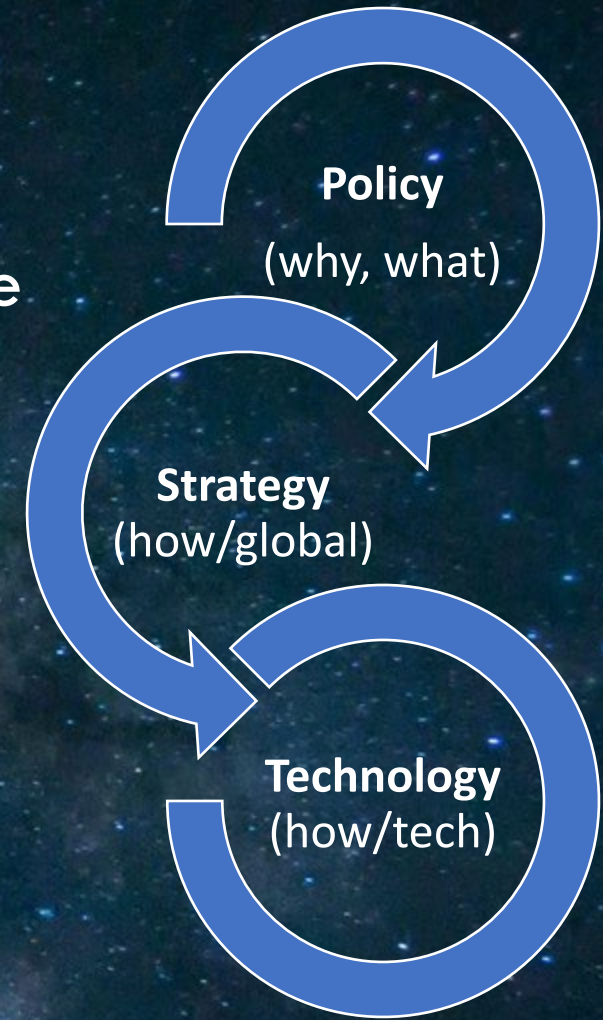 Policy
(why, what)
e
Strategy
(how/global)
Technology
(how/tech)